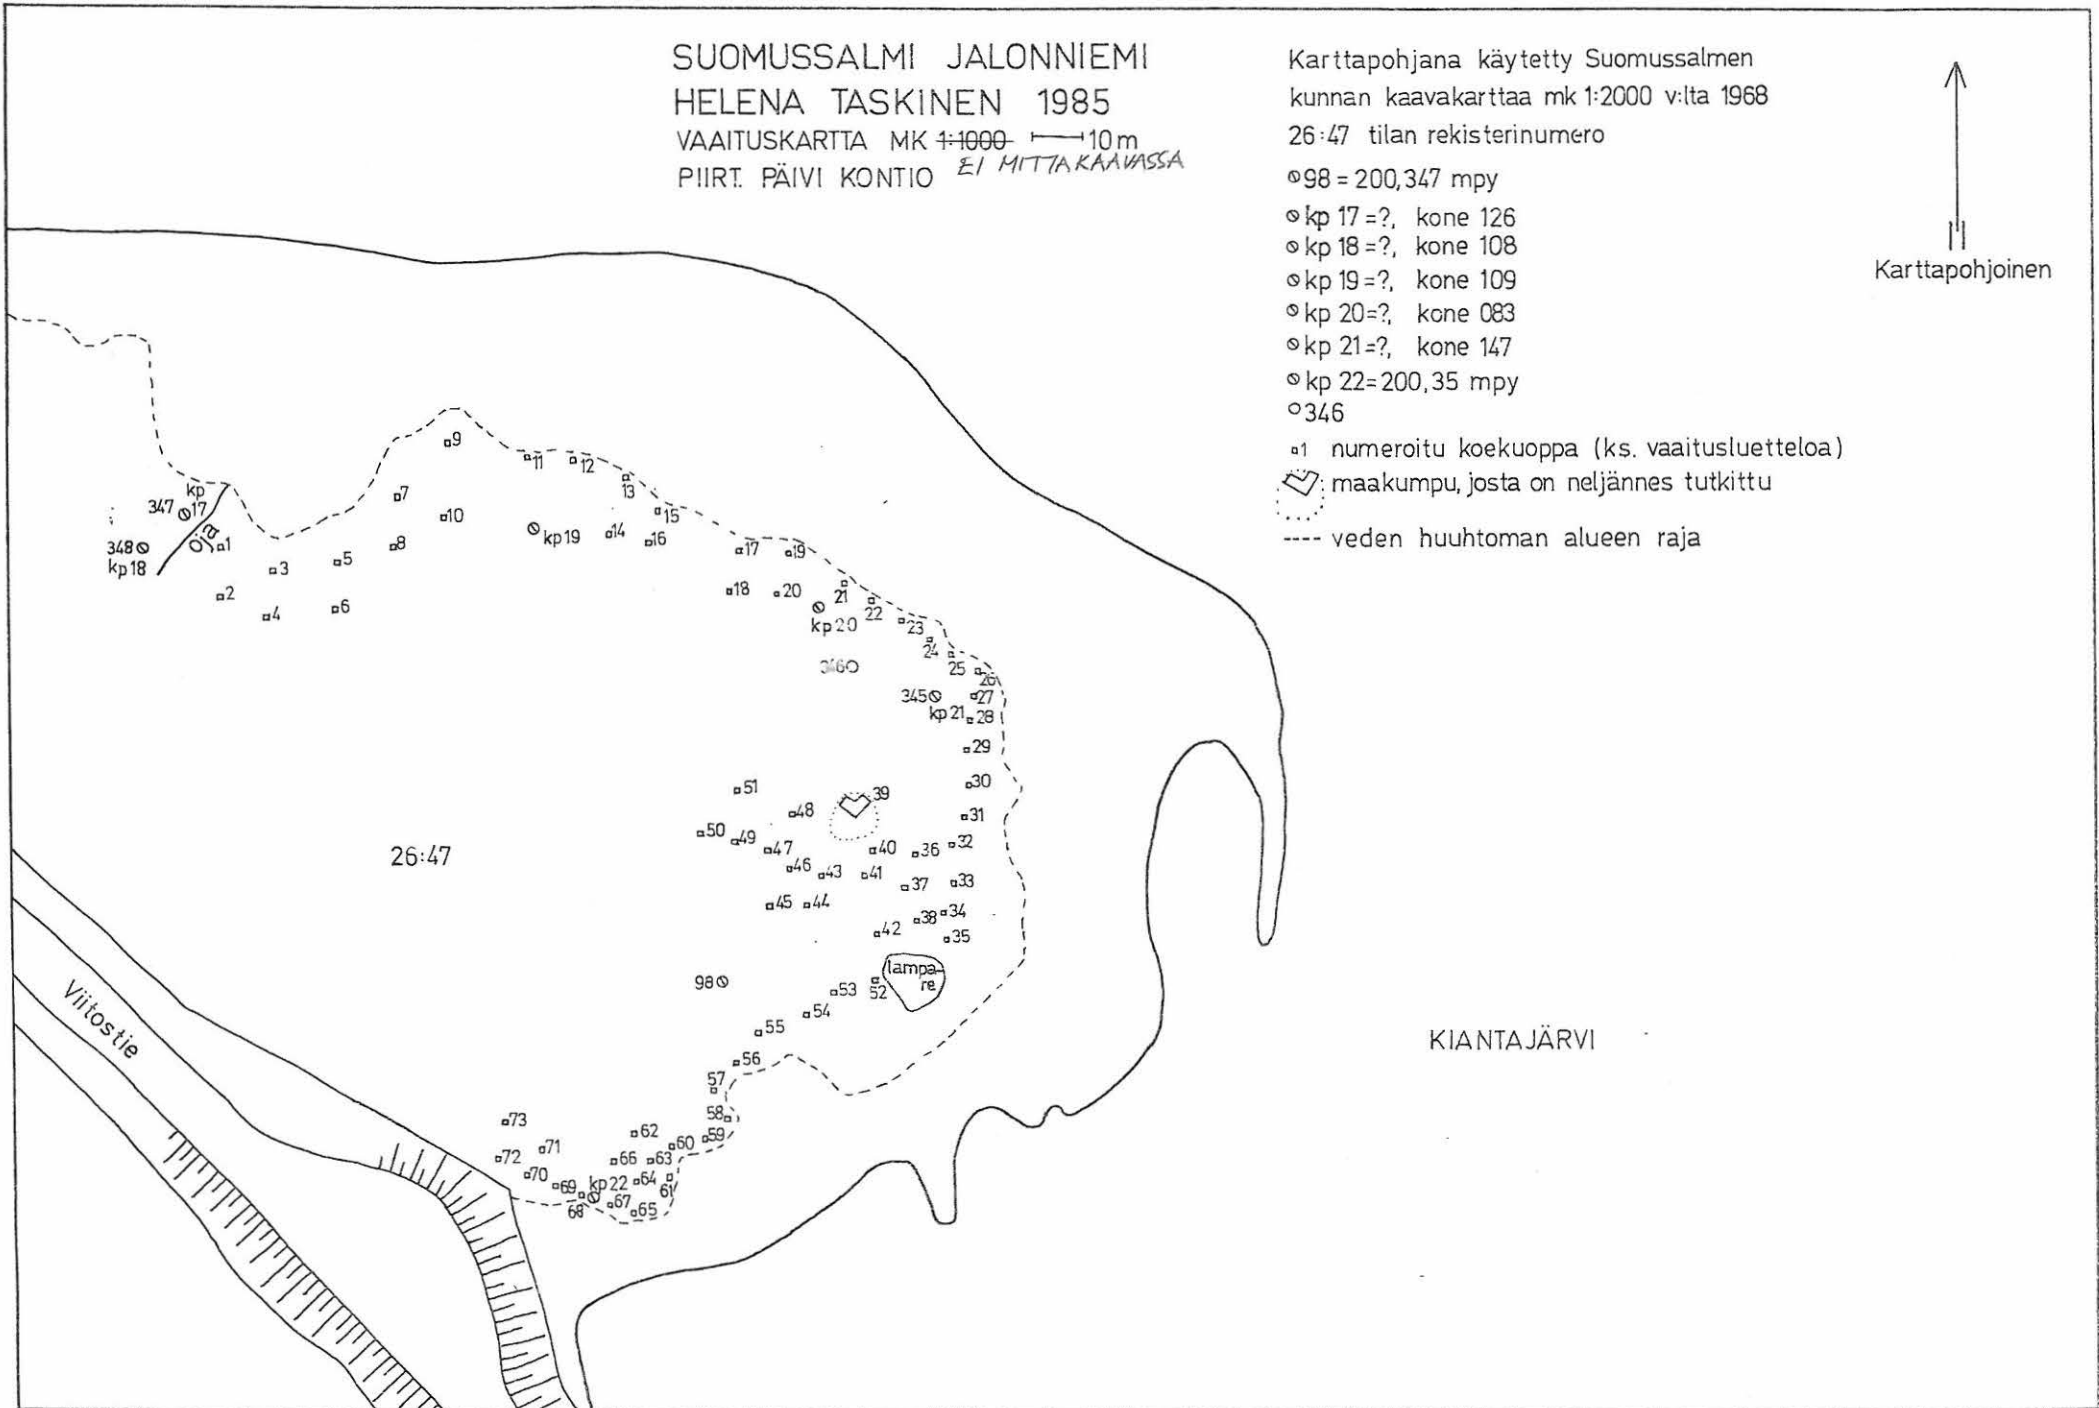 SUOMUSSALMI JALONNIEMI
HELENA TASKINEN 1985
VAAITUSKARTTA MK 1:1000 10 m
EI MITTAKAAVASSA
PIIRT. PÄIVI KONTIO
Karttapohjana käytetty Suomussalmen
kunnan kaavakarttaa mk 1:2000 v:lta 1968
26:47 tilan rekisterinumero
98 = 200,347 mpy
kp 17 =?, kone 126
kp 18 =?, kone 108
kp 19 =?, kone 109
kp 20=?, kone 083
kp 21 =?, kone 147
kp 22=200,35 mpy
346
1 numeroitu koekuoppa (ks. vaaitusluetteloa)
maakumpu, josta on neljännes tutkittu
---- veden huuhtoman alueen raja
Karttapohjoinen
9
11
12
13
7
kp
347 17
10
15
Oja
1
348
kp 18
8
kp19
14
16
5
3
17
19
2
4
6
18
20
21
22
kp 20
23
24
25
346
26
345
27
kp 21
28
29
30
51
39
48
31
50
49
47
40
36
32
26:47
46
43
41
37
33
45
44
38
34
42
35
lampa-
re
98
53
52
54
Viitostie
55
KIANTAJÄRVI
56
57
58
73
62
60
59
71
72
66
63
70
69
kp 22
64
61
68
67
65